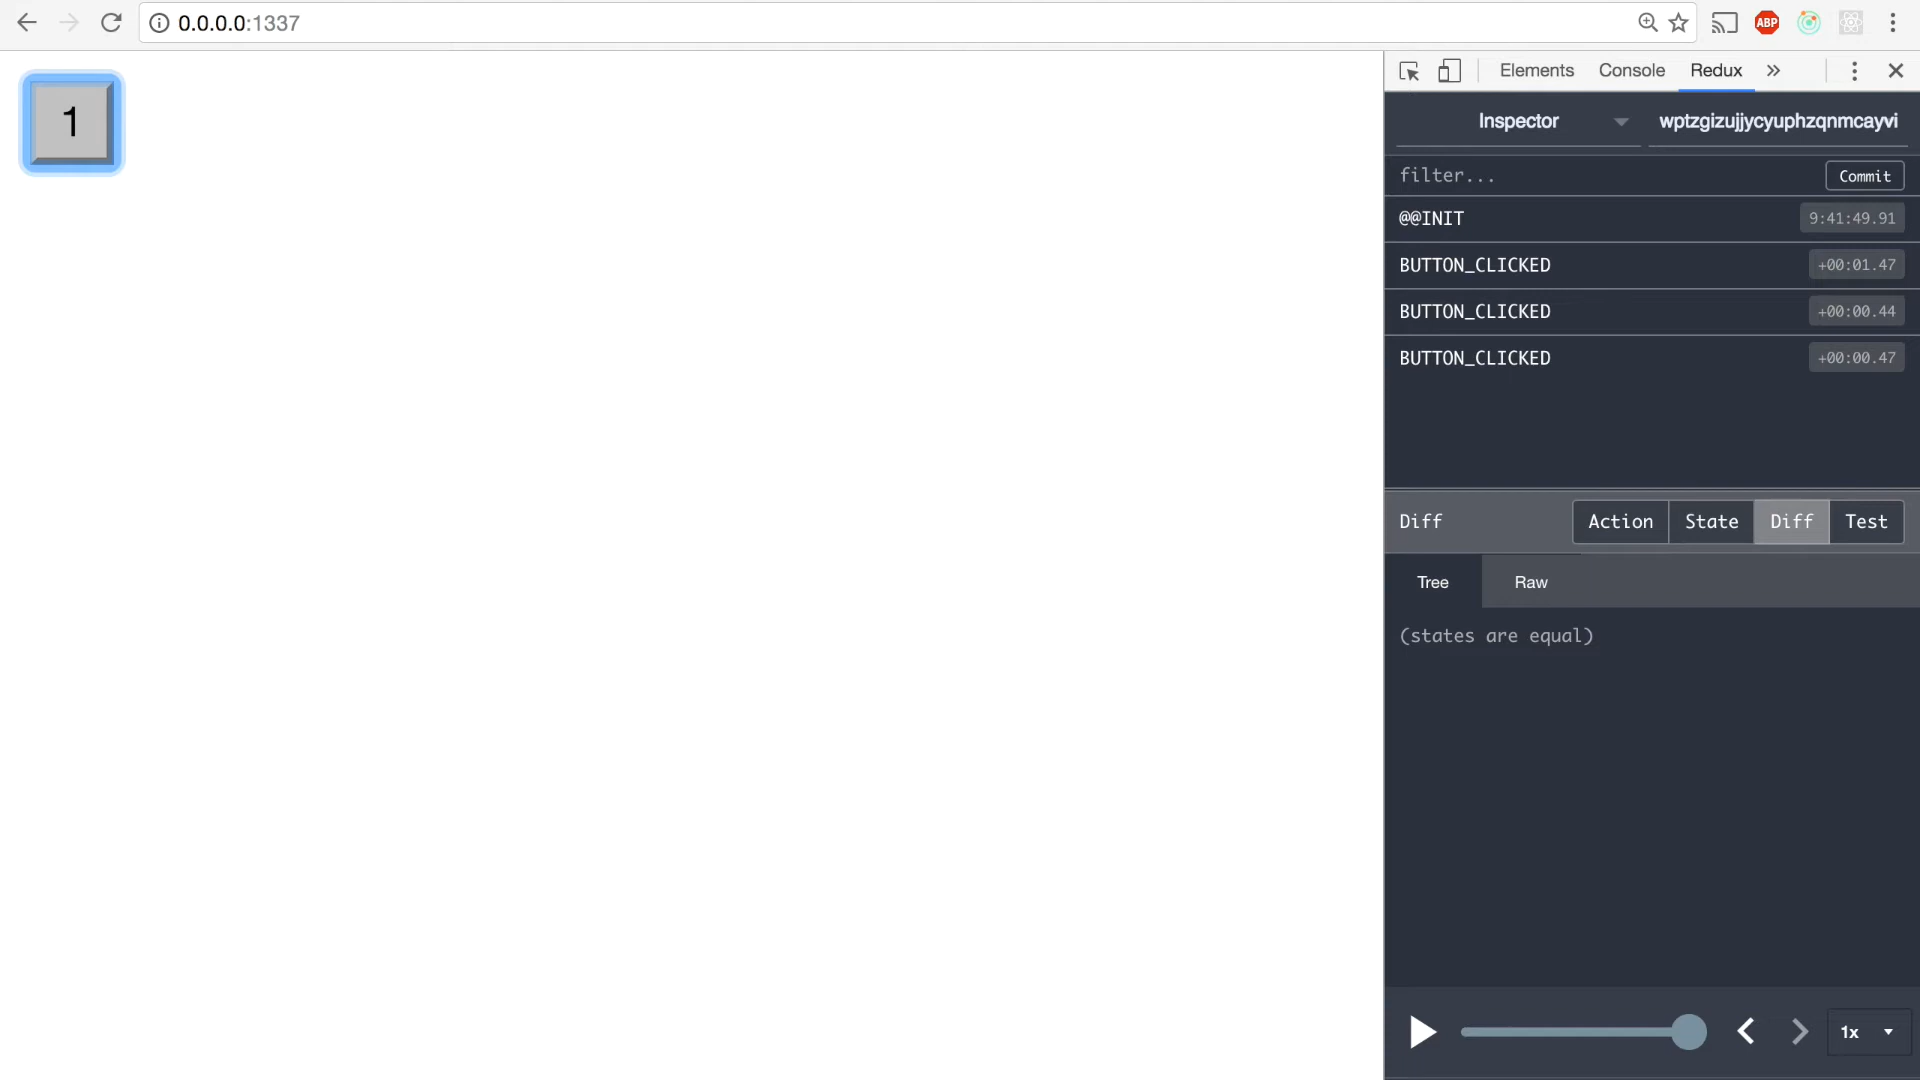 0.0.0.0:1337
ABP
1
Elements Console Redux
Inspector wptzgizujjycyuphzqnmcayvi
filter... Commit
@@INIT 9:41:49.91
BUTTON_CLICKED +00:01.47
BUTTON_CLICKED +00:00.44
BUTTON_CLICKED +00:00.47
Diff Action State Diff Test
Tree Raw
(states are equal)
1x